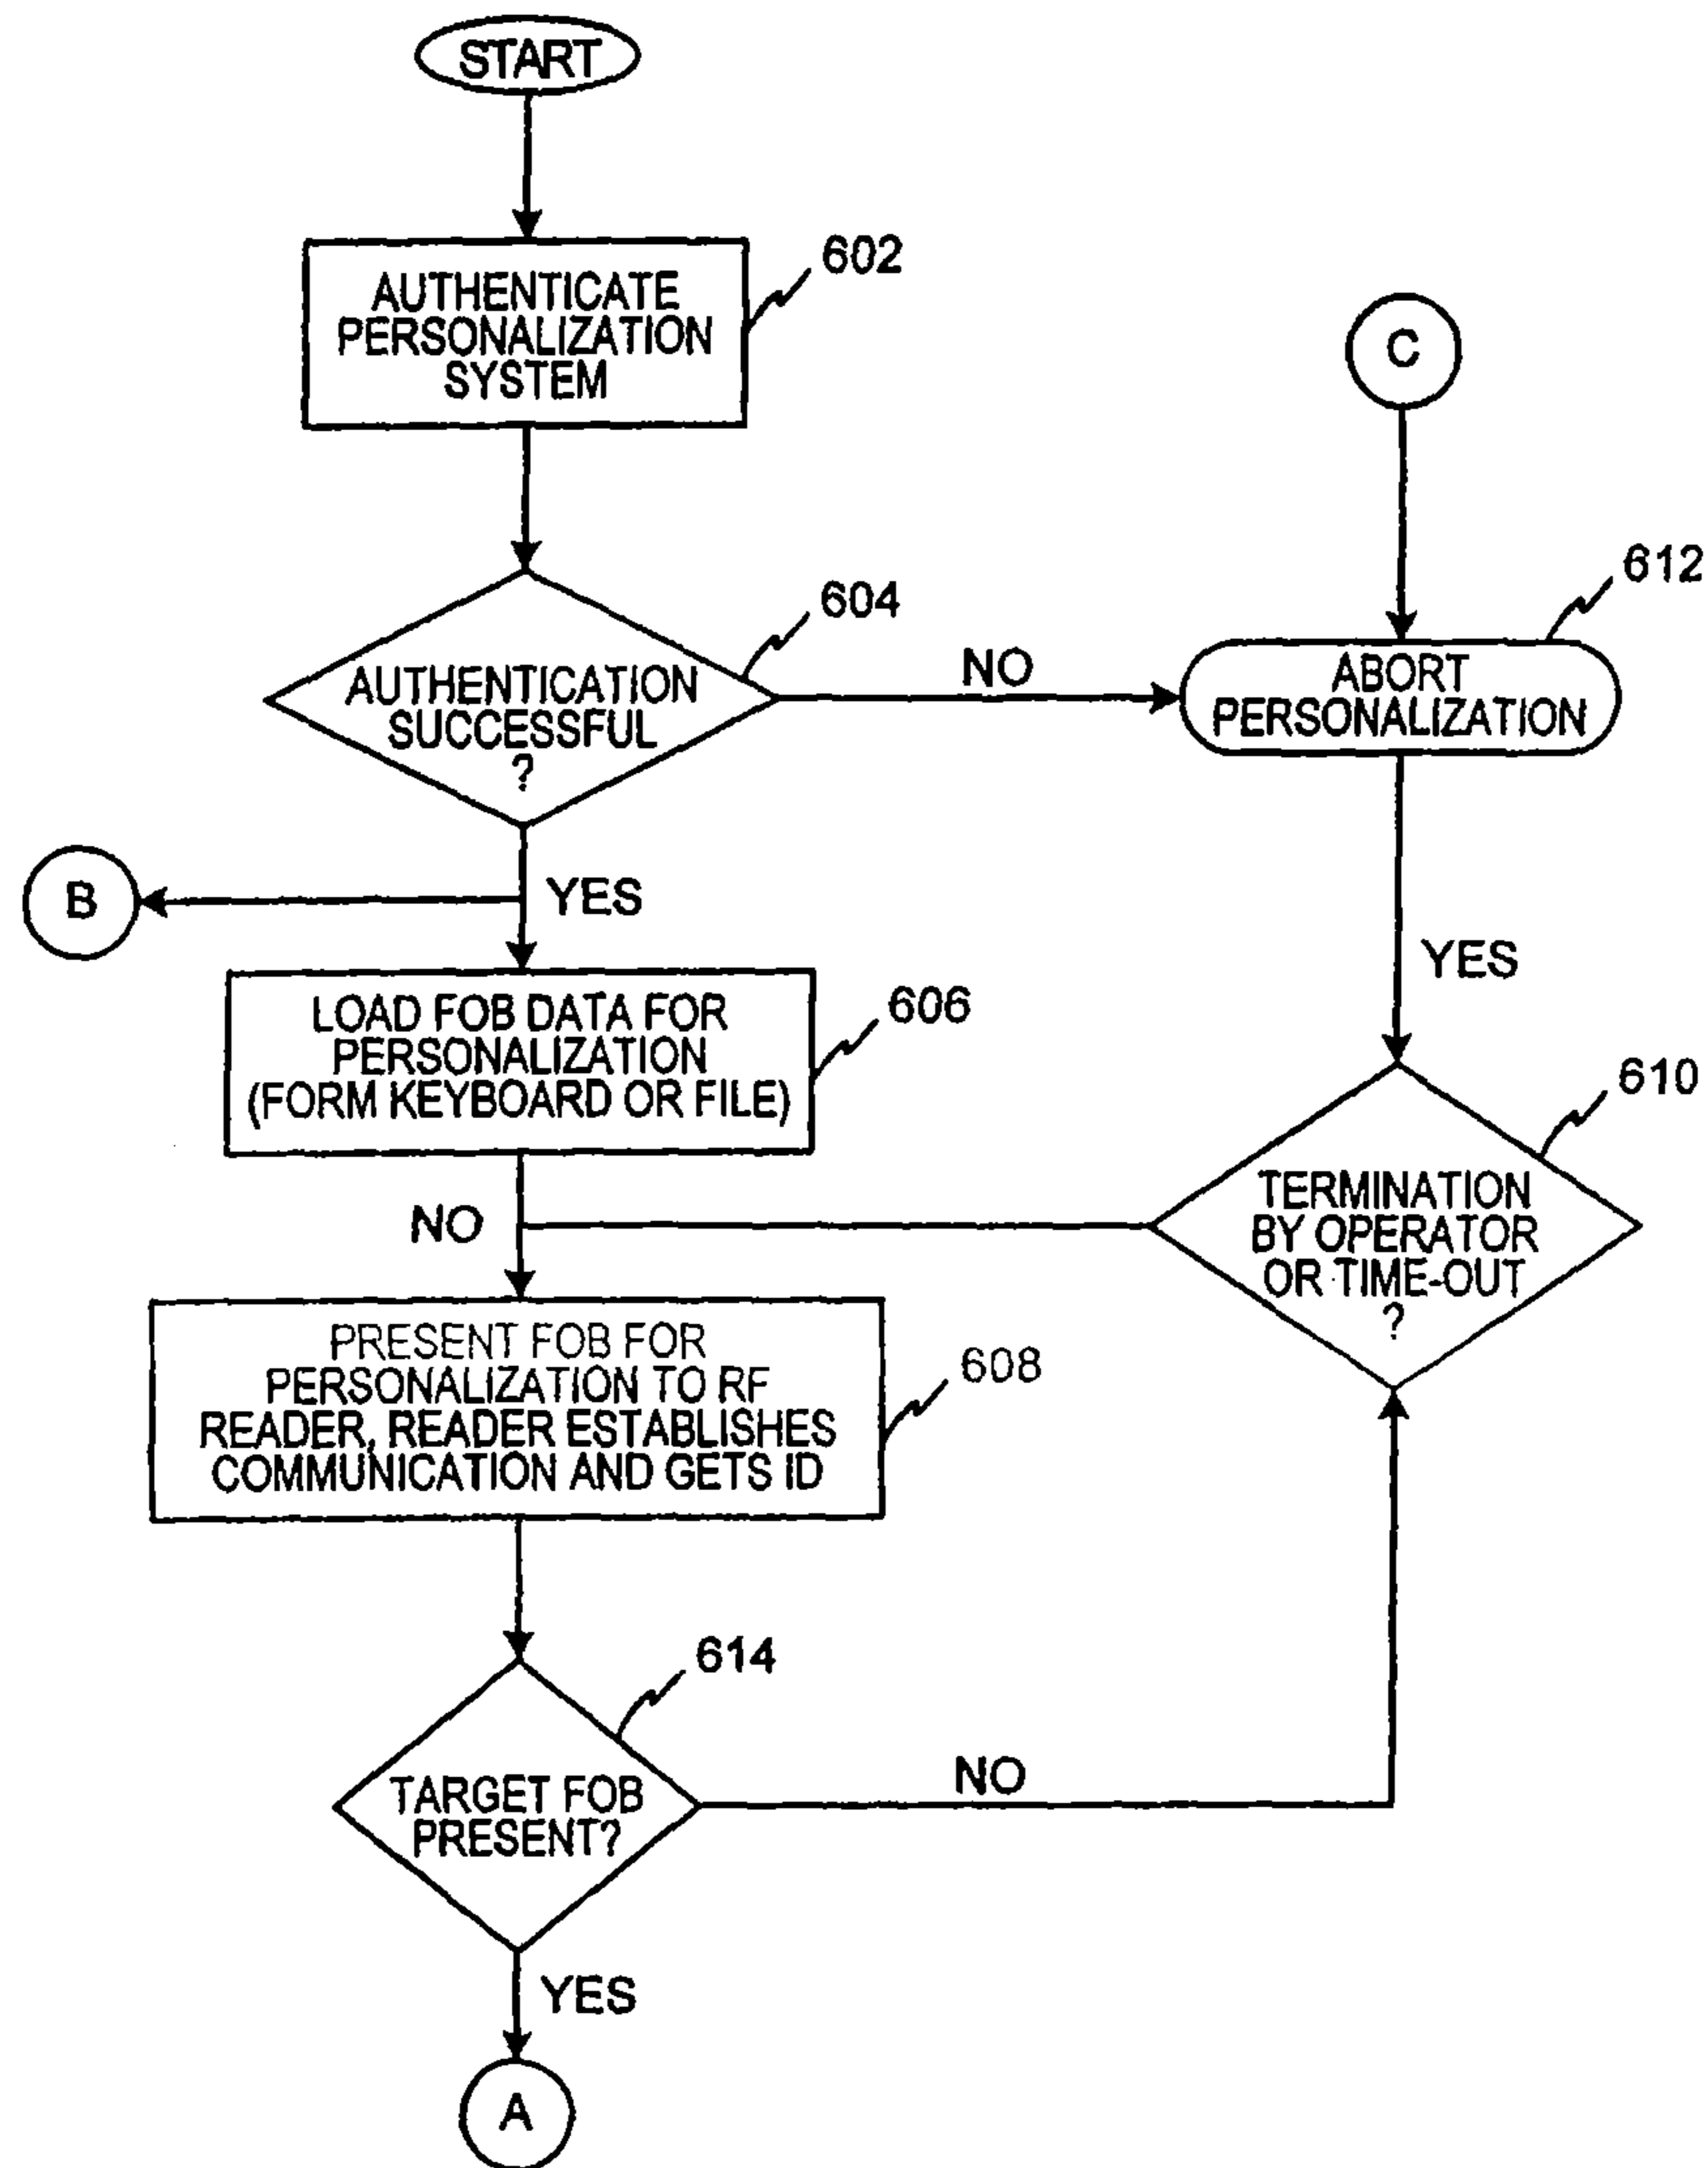 START
AUTHENTICATE
PERSONALIZATION
SYSTEM
602
C
AUTHENTICATION
SUCCESSFUL
?
604
NO
ABORT
PERSONALIZATION
612
B
YES
YES
LOAD FOB DATA FOR
PERSONALIZATION
(FORM KEYBOARD OR FILE)
606
TERMINATION
BY OPERATOR
OR TIME-OUT
?
610
NO
PRESENT FOB FOR
PERSONALIZATION TO RF
READER, READER ESTABLISHES
COMMUNICATION AND GETS ID
608
TARGET FOB
PRESENT?
614
NO
YES
A